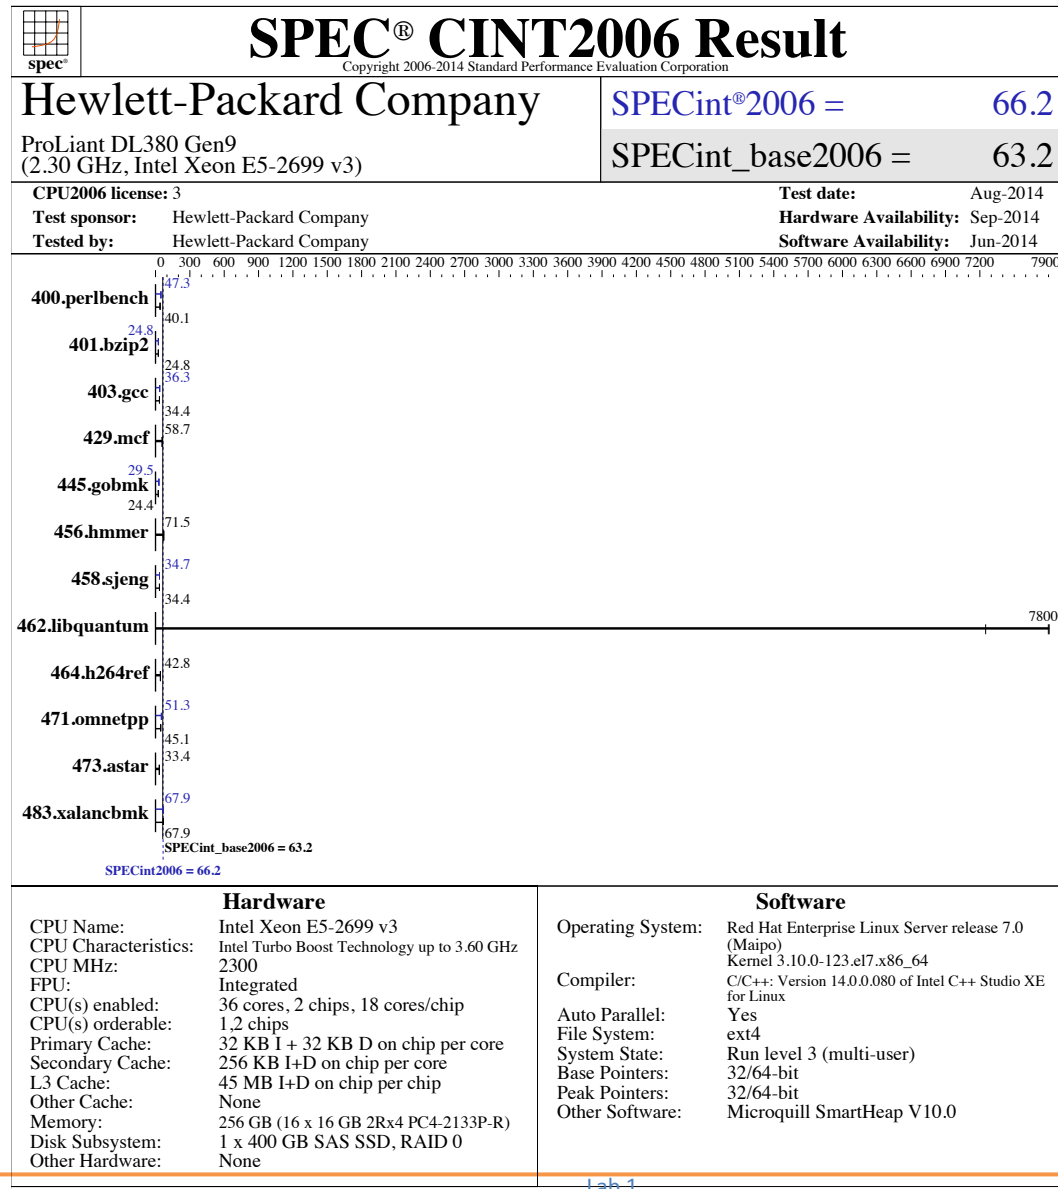 SPEC® CINT2006 Result
spec®
Copyright 2006-2014 Standard Performance Evaluation Corporation
Hewlett-Packard Company
SPECint®2006 = 66.2
ProLiant DL380 Gen9
(2.30 GHz, Intel Xeon E5-2699 v3)
SPECint_base2006 = 63.2
CPU2006 license: 3
Test date: Aug-2014
Test sponsor: Hewlett-Packard Company
Hardware Availability: Sep-2014
Tested by: Hewlett-Packard Company
Software Availability: Jun-2014
0 300 600 900 1200 1500 1800 2100 2400 2700 3000 3300 3600 3900 4200 4500 4800 5100 5400 5700 6000 6300 6600 6900 7200 7900
47.3
400.perlbench
40.1
24.8
401.bzip2
24.8
36.3
403.gcc
34.4
58.7
429.mcf
29.5
445.gobmk
24.4
71.5
456.hmmer
34.7
458.sjeng
34.4
7800
462.libquantum
42.8
464.h264ref
51.3
471.omnetpp
45.1
33.4
473.astar
67.9
483.xalancbmk
67.9
SPECint_base2006 = 63.2
SPECint2006 = 66.2
Hardware
CPU Name: Intel Xeon E5-2699 v3
CPU Characteristics: Intel Turbo Boost Technology up to 3.60 GHz
CPU MHz: 2300
FPU: Integrated
CPU(s) enabled: 36 cores, 2 chips, 18 cores/chip
CPU(s) orderable: 1,2 chips
Primary Cache: 32 KB I + 32 KB D on chip per core
Secondary Cache: 256 KB I+D on chip per core
L3 Cache: 45 MB I+D on chip per chip
Other Cache: None
Memory: 256 GB (16 x 16 GB 2Rx4 PC4-2133P-R)
Disk Subsystem: 1 x 400 GB SAS SSD, RAID 0
Other Hardware: None
Software
Operating System: Red Hat Enterprise Linux Server release 7.0
(Maipo)
Kernel 3.10.0-123.el7.x86_64
Compiler: C/C++: Version 14.0.0.080 of Intel C++ Studio XE
for Linux
Auto Parallel: Yes
File System: ext4
System State: Run level 3 (multi-user)
Base Pointers: 32/64-bit
Peak Pointers: 32/64-bit
Other Software: Microquill SmartHeap V10.0
Lab 1